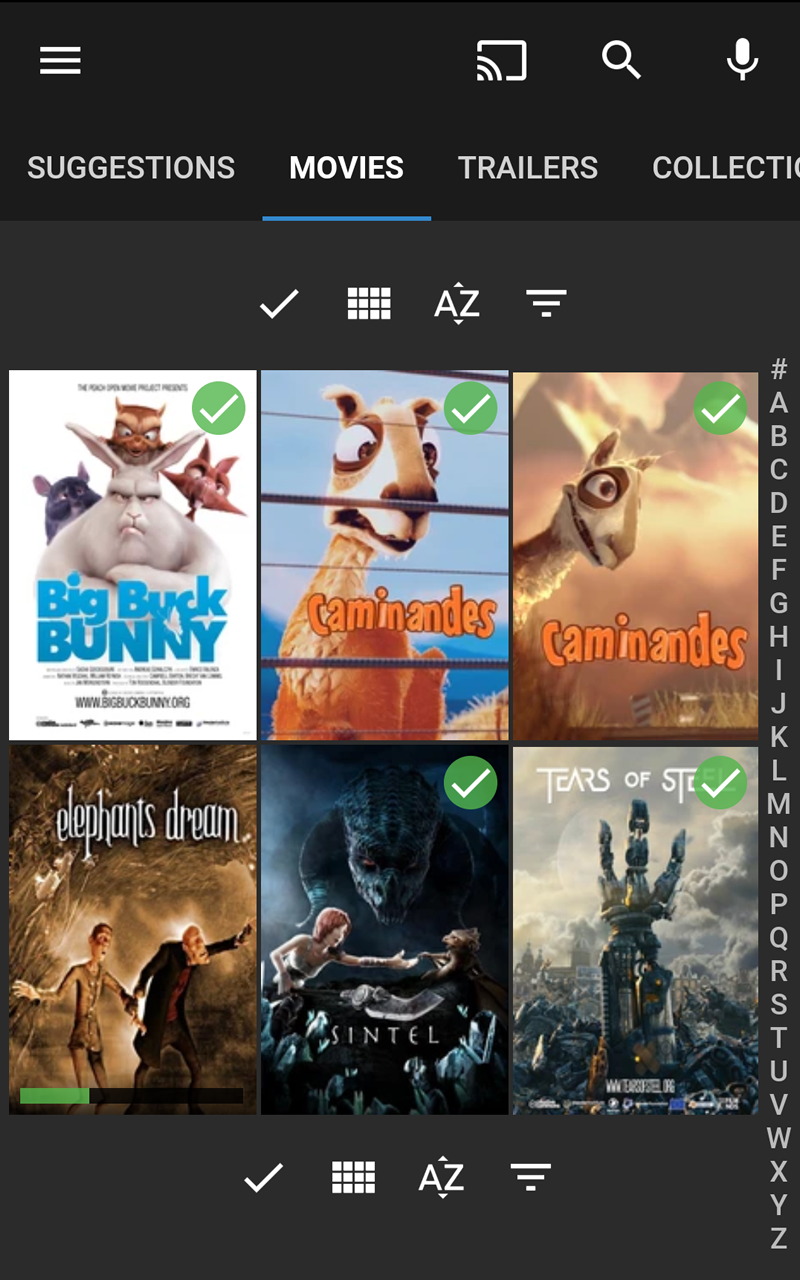 SUGGESTIONS MOVIES TRAILERS COLLECTIO
AZ
THE PEACH OPEN MOVIE PROJECT PRESENTS
Big Buck
BUNNY
WWW.BIGBUCKBUNNY.ORG
Caminandes
Caminandes
elephants dream
SINTEL
TEARS OF STEEL
WWW.TEARSOFSTEEL.ORG
AZ
#
A
B
C
D
E
F
G
H
I
J
K
L
M
N
O
P
Q
R
S
T
U
V
W
X
Y
Z